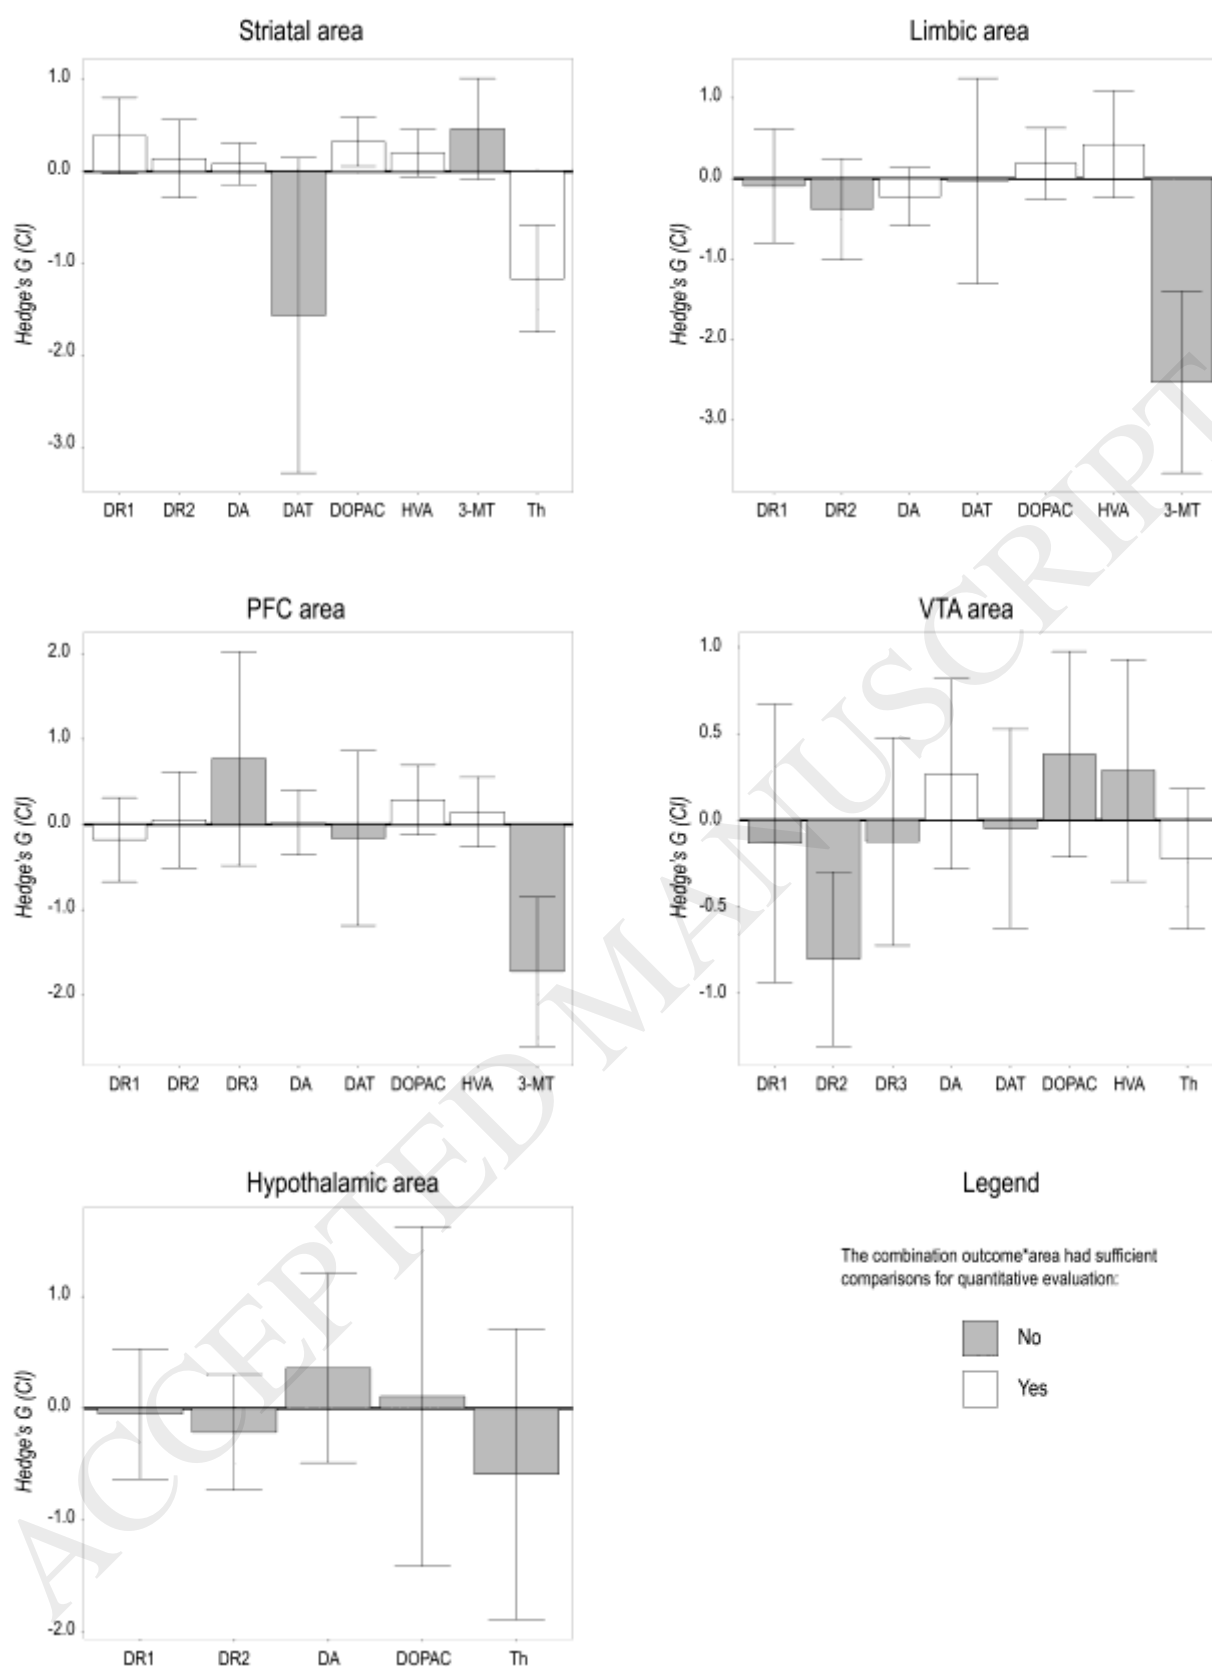 Striatal area
Hedge's G (CI)
1.0
0.0
-1.0
-2.0
-3.0
DR1 DR2 DA DAT DOPAC HVA 3-MT Th
Limbic area
Hedge's G (CI)
1.0
0.0
-1.0
-2.0
-3.0
DR1 DR2 DA DAT DOPAC HVA 3-MT
PFC area
Hedge's G (CI)
2.0
1.0
0.0
-1.0
-2.0
DR1 DR2 DR3 DA DAT DOPAC HVA 3-MT
VTA area
Hedge's G (CI)
1.0
0.5
0.0
-0.5
-1.0
DR1 DR2 DR3 DA DAT DOPAC HVA Th
Hypothalamic area
Hedge's G (CI)
1.0
0.0
-1.0
-2.0
DR1 DR2 DA DOPAC Th
Legend
The combination outcome*area had sufficient
comparisons for quantitative evaluation:
No
Yes
ACCEPTED MANUSCRIPT